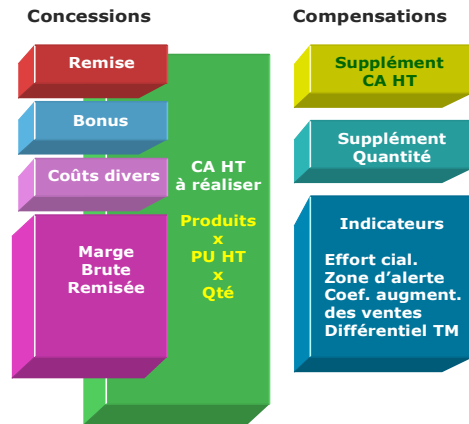 Concessions
Remise
Bonus
Coûts divers
Marge
Brute
Remisée
CA HT
à réaliser
Produits
x
PU HT
x
Qté
Compensations
Supplément
CA HT
Supplément
Quantité
Indicateurs
Effort cial.
Zone d'alerte
Coef. augment.
des ventes
Différentiel TM